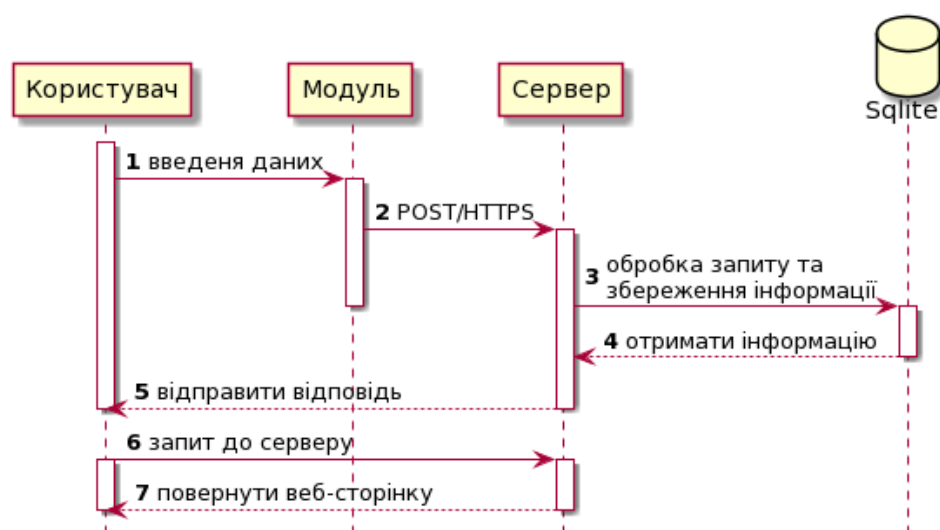 Користувач
Модуль
Сервер
Sqlite
1 введеня даних
2 POST/HTTPS
3 обробка запиту та
збереження інформації
4 отримати інформацію
5 відправити відповідь
6 запит до серверу
7 повернути веб-сторінку